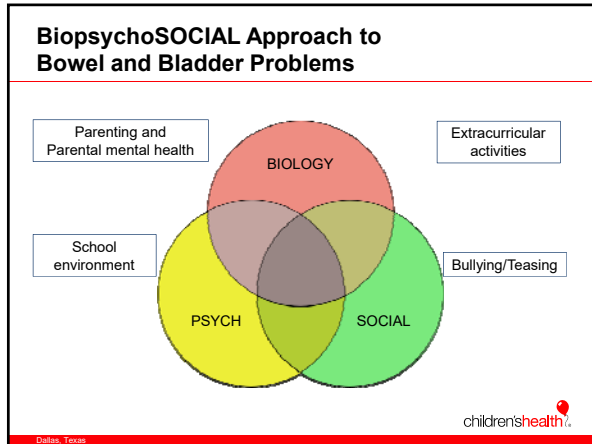 BiopsychoSOCIAL Approach to
Bowel and Bladder Problems
Parenting and
Parental mental health
Extracurricular
activities
BIOLOGY
School
environment
Bullying/Teasing
PSYCH
SOCIAL
children'shealth
Dallas, Texas